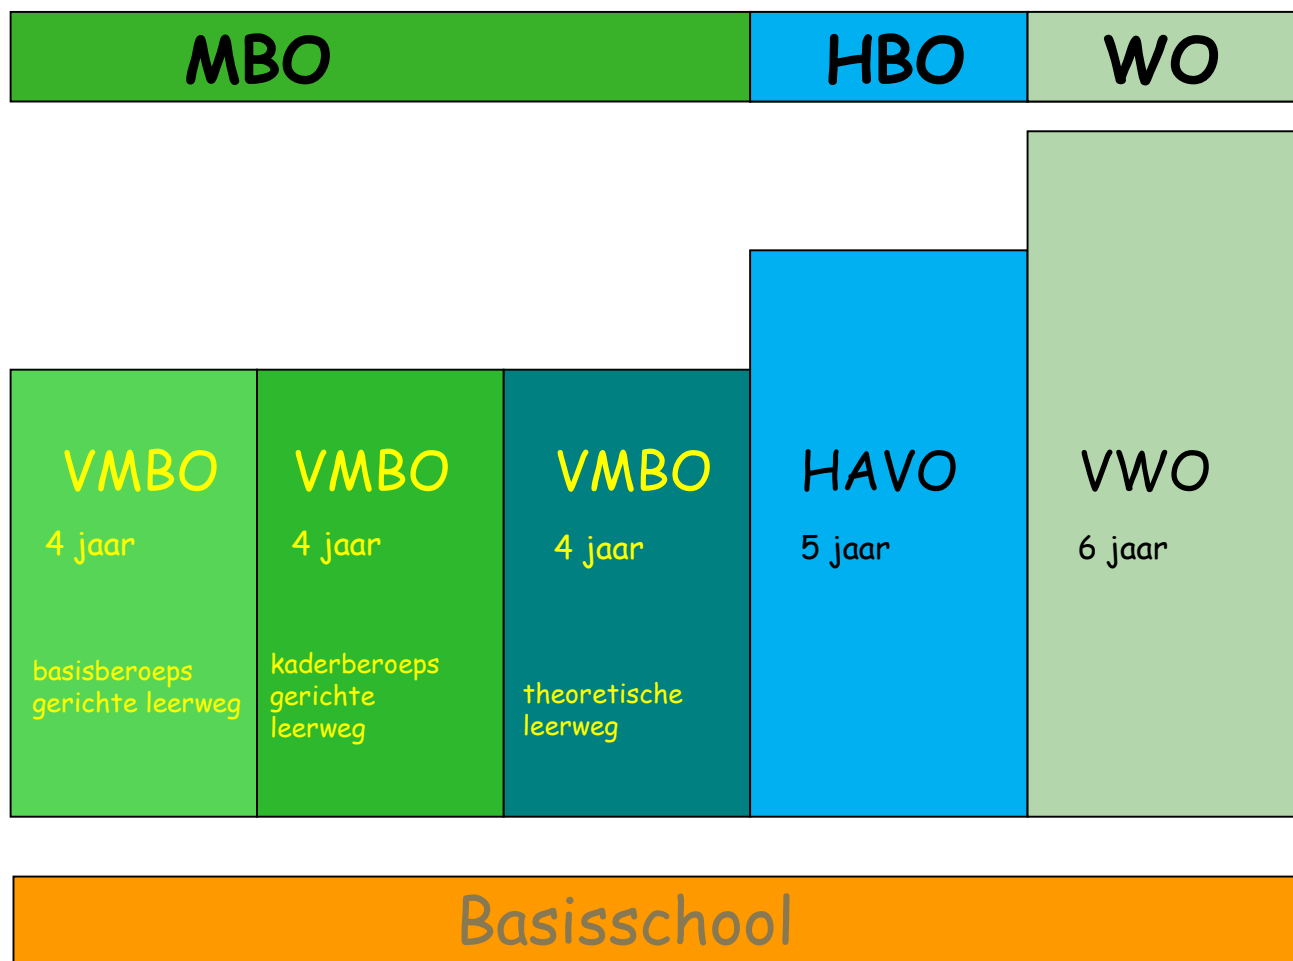 MBO
HBO
WO
VMBO
4 jaar
basisberoeps
gerichte leerweg
VMBO
4 jaar
kaderberoeps
gerichte
leerweg
VMBO
4 jaar
theoretische
leerweg
HAVO
5 jaar
VWO
6 jaar
Basisschool